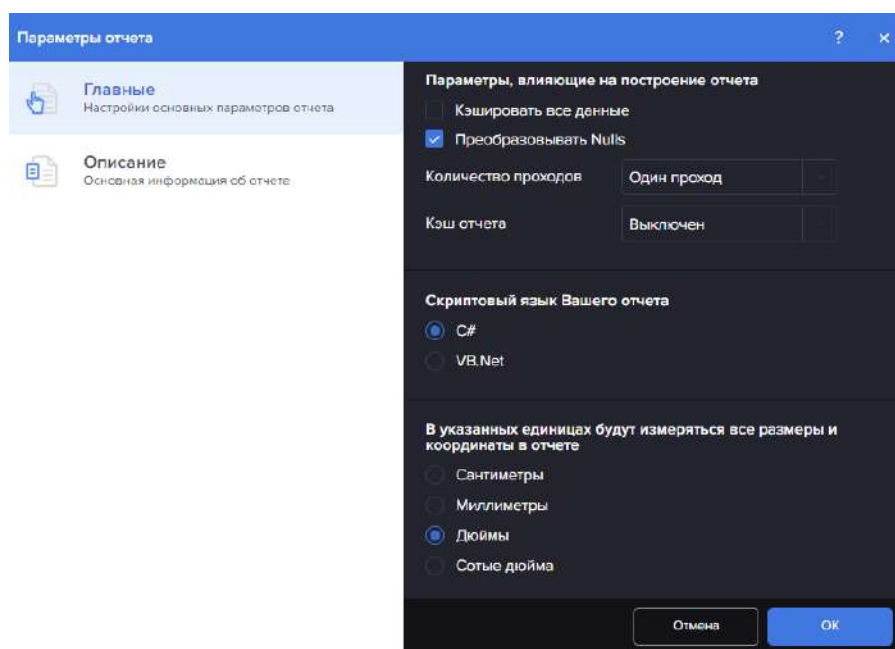 Параметры отчета
?
×
Главные
Настройки основных параметров отчета
Описание
Основная информация об отчете
Параметры, влияющие на построение отчета
Кэшировать все данные
Преобразовывать Nulls
Количество проходов
Один проход
Кэш отчета
Выключен
Скриптовый язык Вашего отчета
C#
VB.Net
В указанных единицах будут измеряться все размеры и
координаты в отчете
Сантиметры
Миллиметры
Дюймы
Сотые дюйма
Отмена
ОК